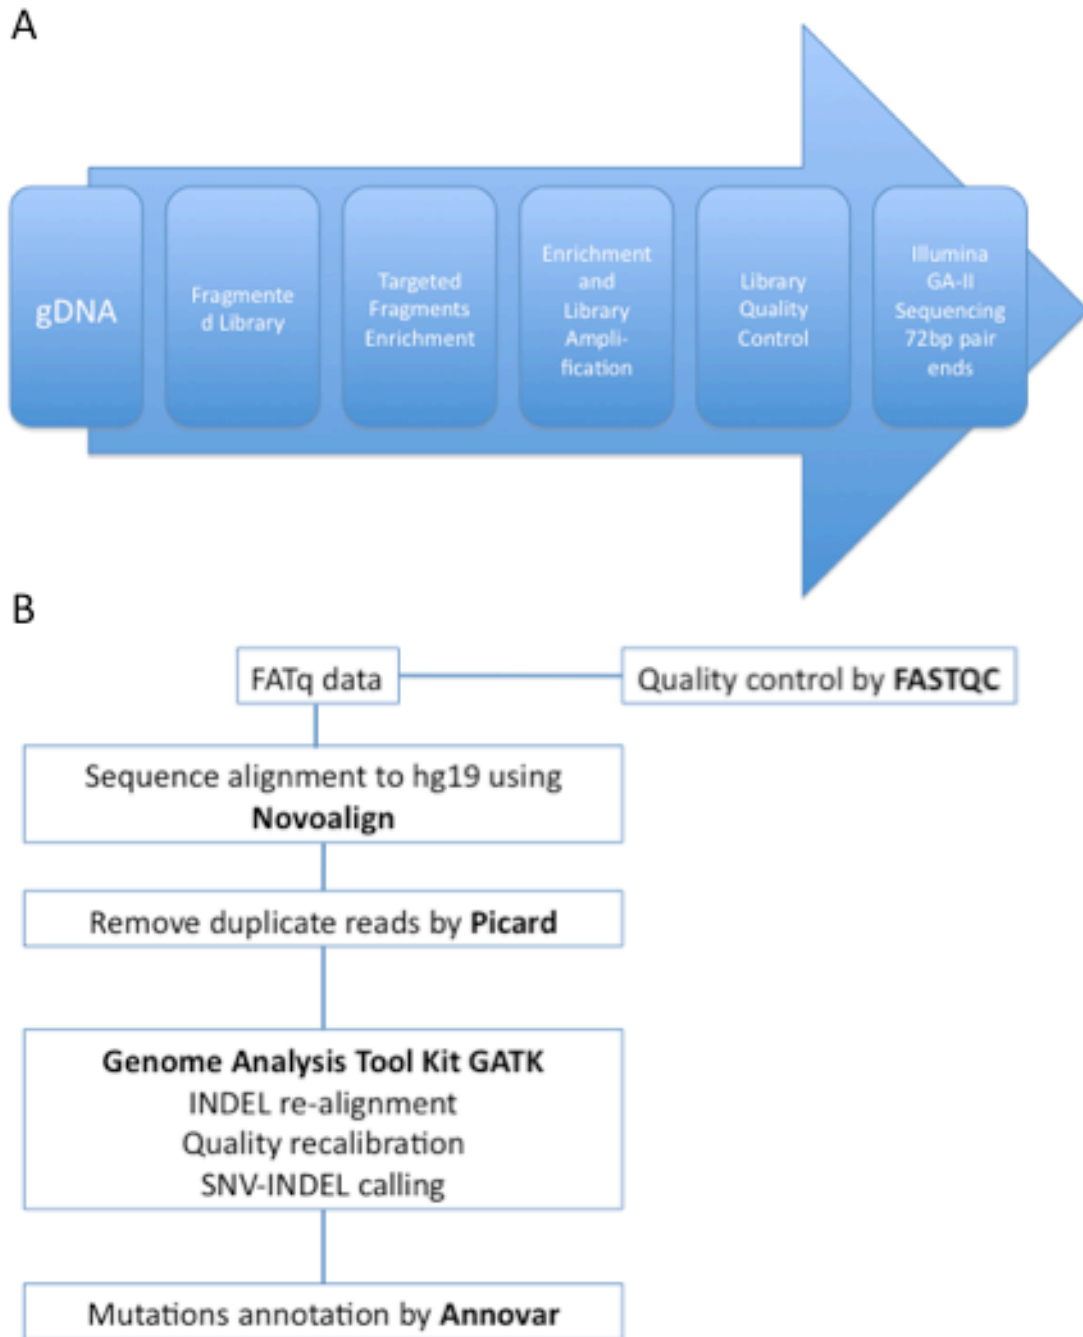 A
gDNA
Fragmente
d Library
Targeted
Fragments
Enrichment
Enrichment
and
Library
Ampli-
fication
Library
Quality
Control
Illumina
GA-II
Sequencing
72bp pair
ends
B
FATq data
Quality control by FASTQC
Sequence alignment to hg19 using
Novoalign
Remove duplicate reads by Picard
Genome Analysis Tool Kit GATK
INDEL re-alignment
Quality recalibration
SNV-INDEL calling
Mutations annotation by Annovar